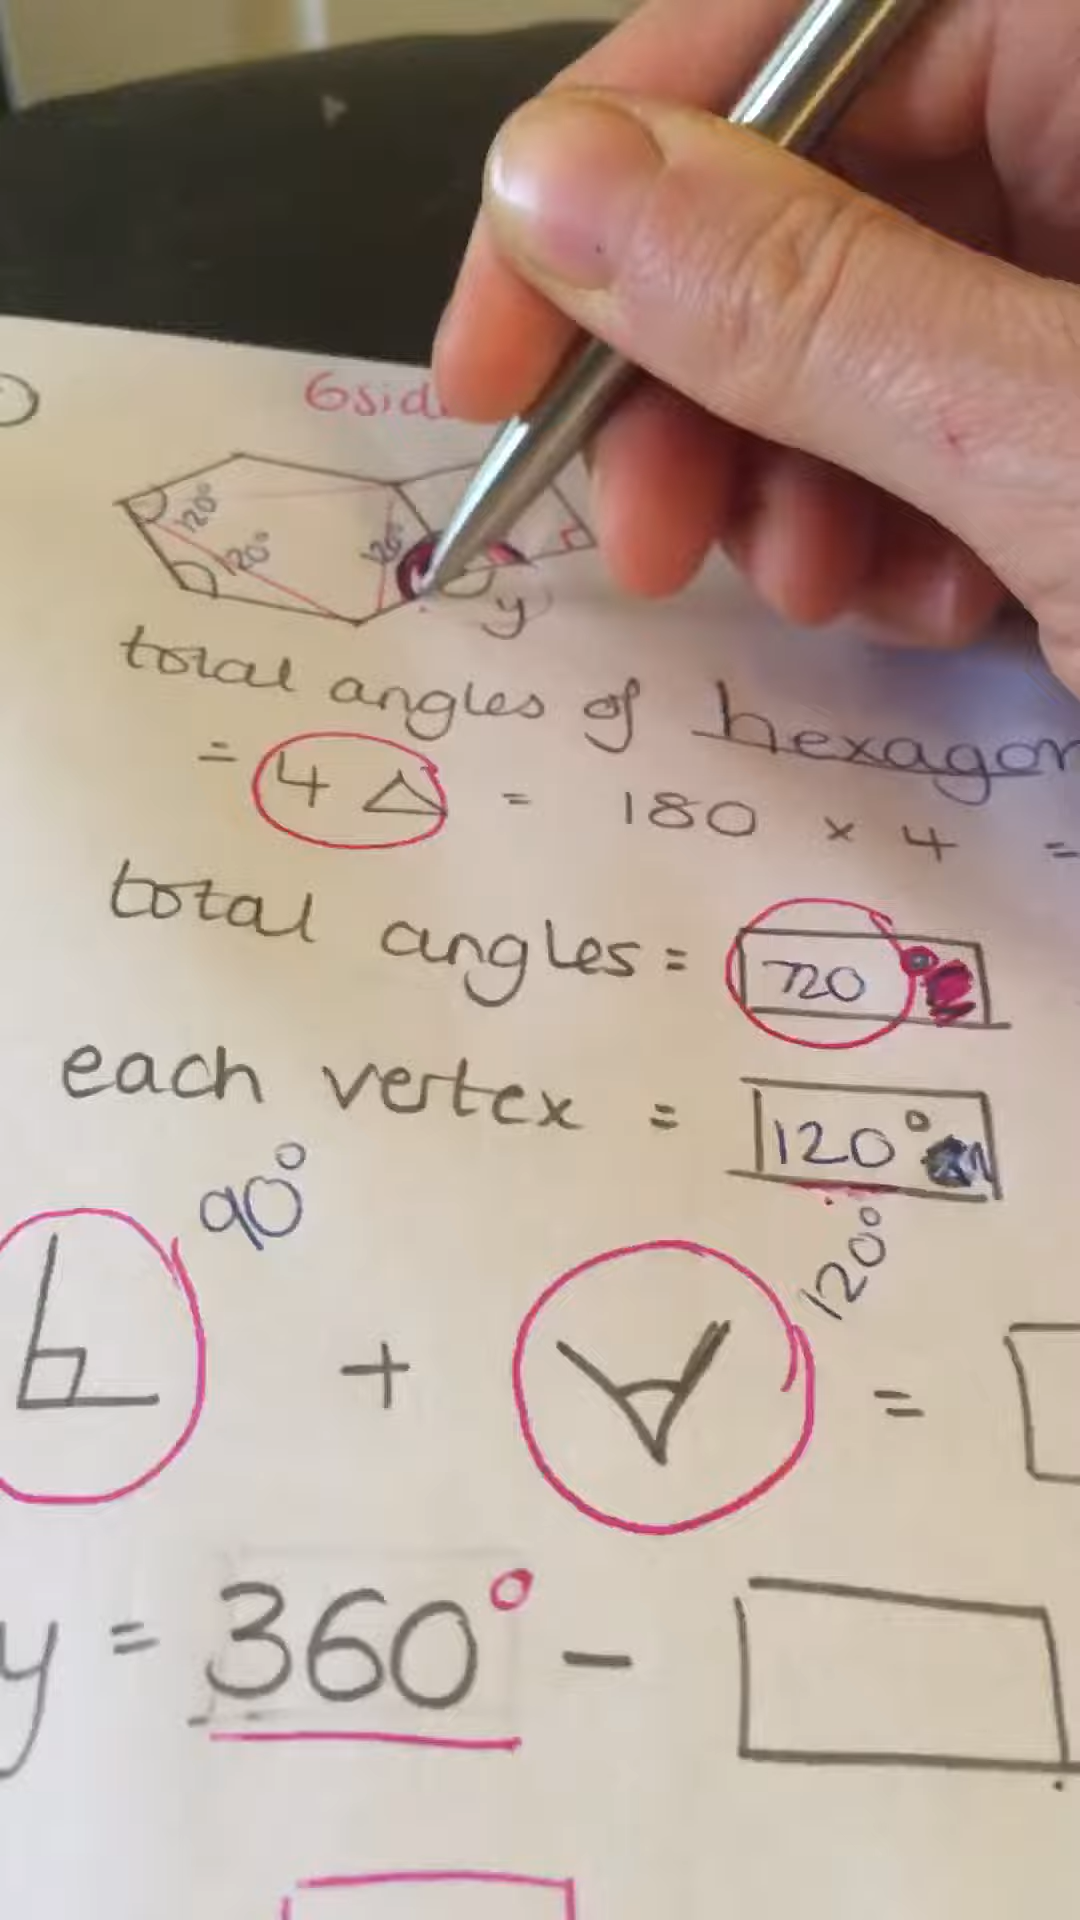 6sid
120°
120°
120°
y
total angles of hexagon
= 4 △ = 180 × 4 =
total angles = 720°
each vertex = 120°
90° + 120° =
y = 360° -